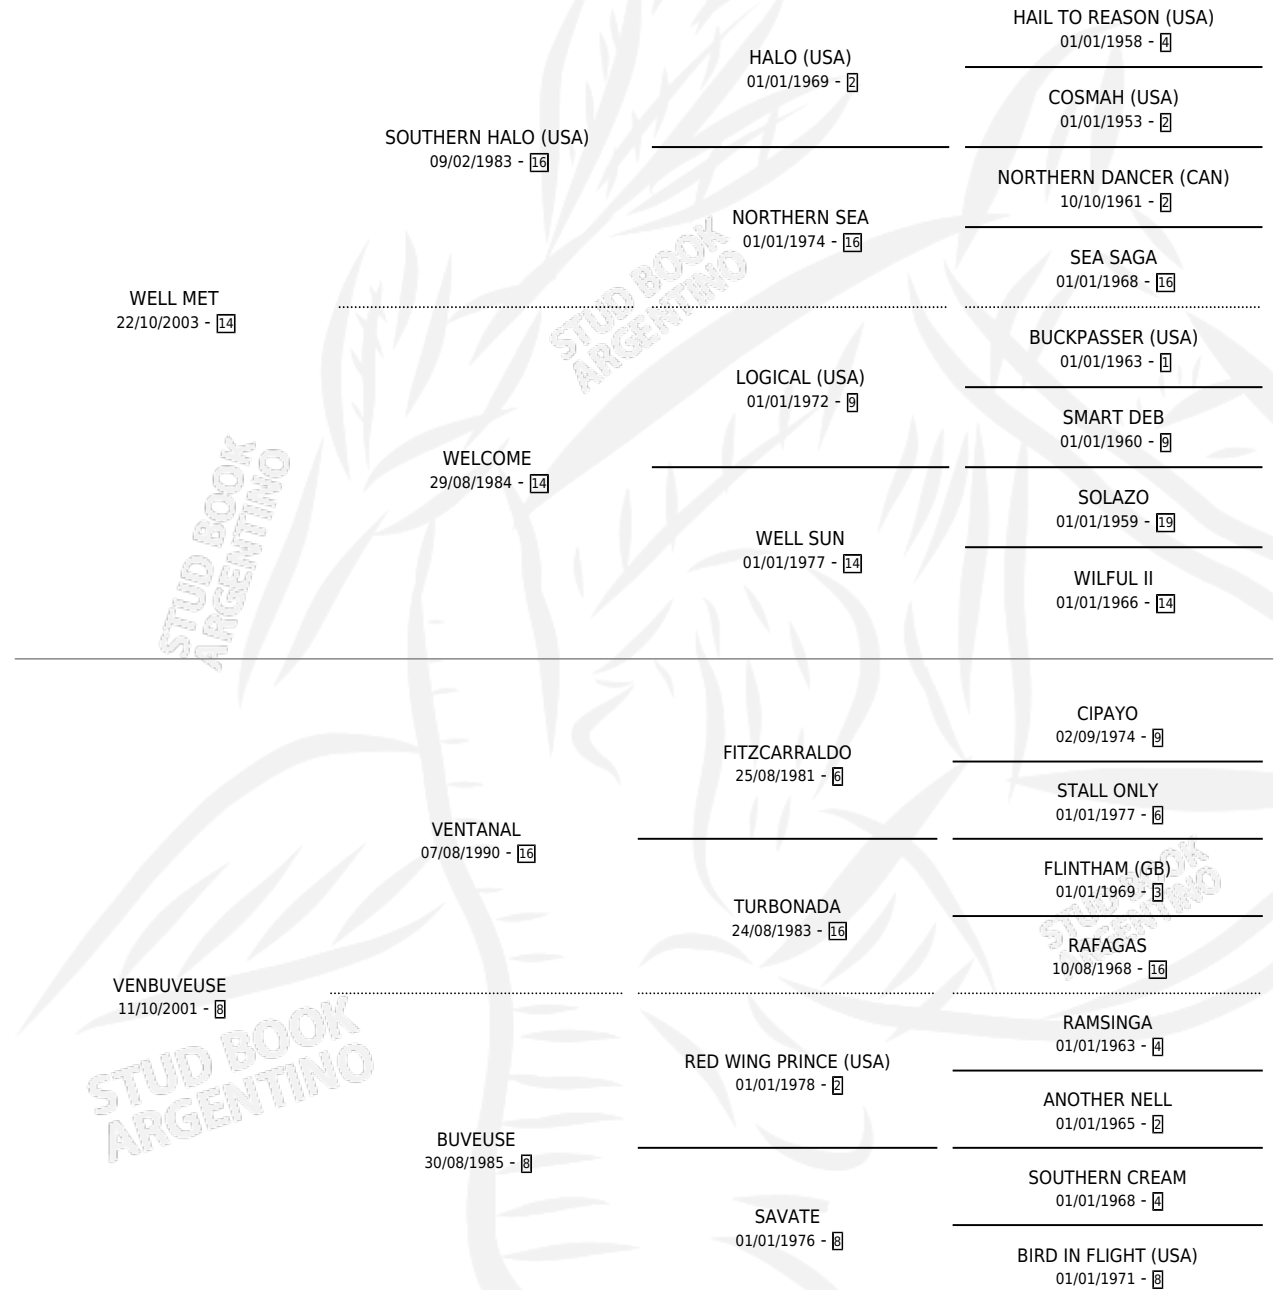 HAIL TO REASON (USA)
01/01/1958 - 4
HALO (USA)
01/01/1969 - 2
COSMAH (USA)
01/01/1953 - 2
SOUTHERN HALO (USA)
09/02/1983 - 16
NORTHERN DANCER (CAN)
10/10/1961 - 2
NORTHERN SEA
01/01/1974 - 16
SEA SAGA
01/01/1968 - 16
WELL MET
22/10/2003 - 14
BUCKPASSER (USA)
01/01/1963 - 1
LOGICAL (USA)
01/01/1972 - 9
SMART DEB
01/01/1960 - 9
WELCOME
29/08/1984 - 14
SOLAZO
01/01/1959 - 19
WELL SUN
01/01/1977 - 14
WILFUL II
01/01/1966 - 14
CIPAYO
02/09/1974 - 9
FITZCARRALDO
25/08/1981 - 6
STALL ONLY
01/01/1977 - 6
VENTANAL
07/08/1990 - 16
FLINTHAM (GB)
01/01/1969 - 3
TURBONADA
24/08/1983 - 16
RAFAGAS
10/08/1968 - 16
VENBUVEUSE
11/10/2001 - 8
RAMSINGA
01/01/1963 - 4
RED WING PRINCE (USA)
01/01/1978 - 2
ANOTHER NELL
01/01/1965 - 2
BUVEUSE
30/08/1985 - 8
SOUTHERN CREAM
01/01/1968 - 4
SAVATE
01/01/1976 - 8
BIRD IN FLIGHT (USA)
01/01/1971 - 8
STUD BOOK
ARGENTINO
STUD BOOK
ARGENTINO
STUD BOOK
ARGENTINO
STUD BOOK
ARGENTINO